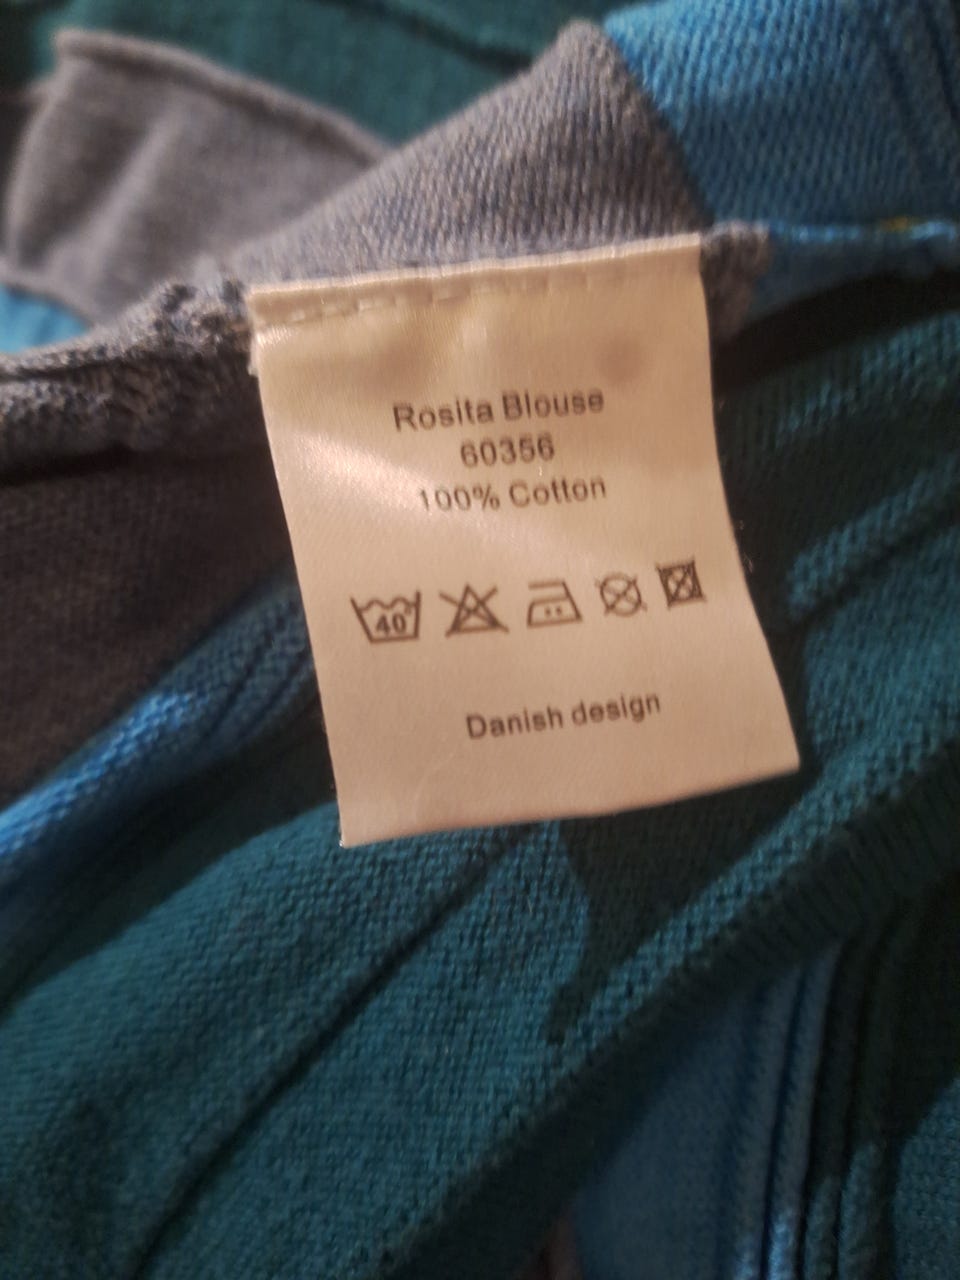 Rosita Blouse
60356
100% Cotton
40°
Danish design